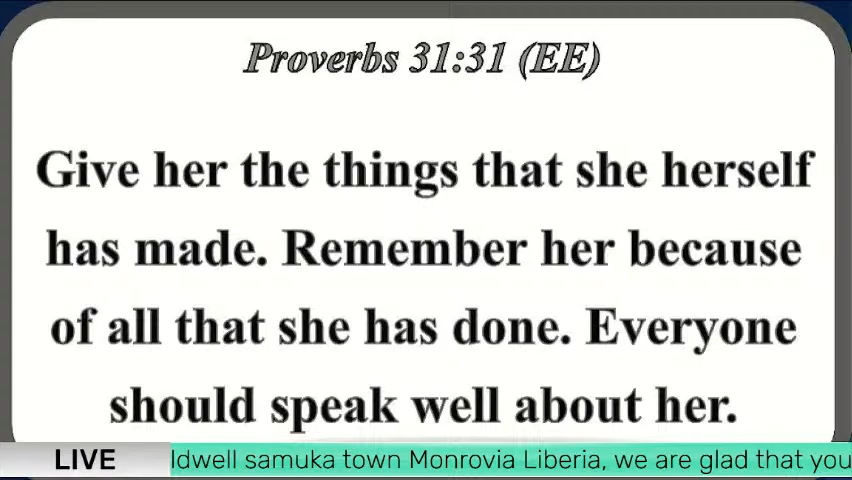 Proverbs 31:31 (EE)
Give her the things that she herself
has made. Remember her because
of all that she has done. Everyone
should speak well about her.
LIVE
ldwell samuka town Monrovia Liberia, we are glad that you